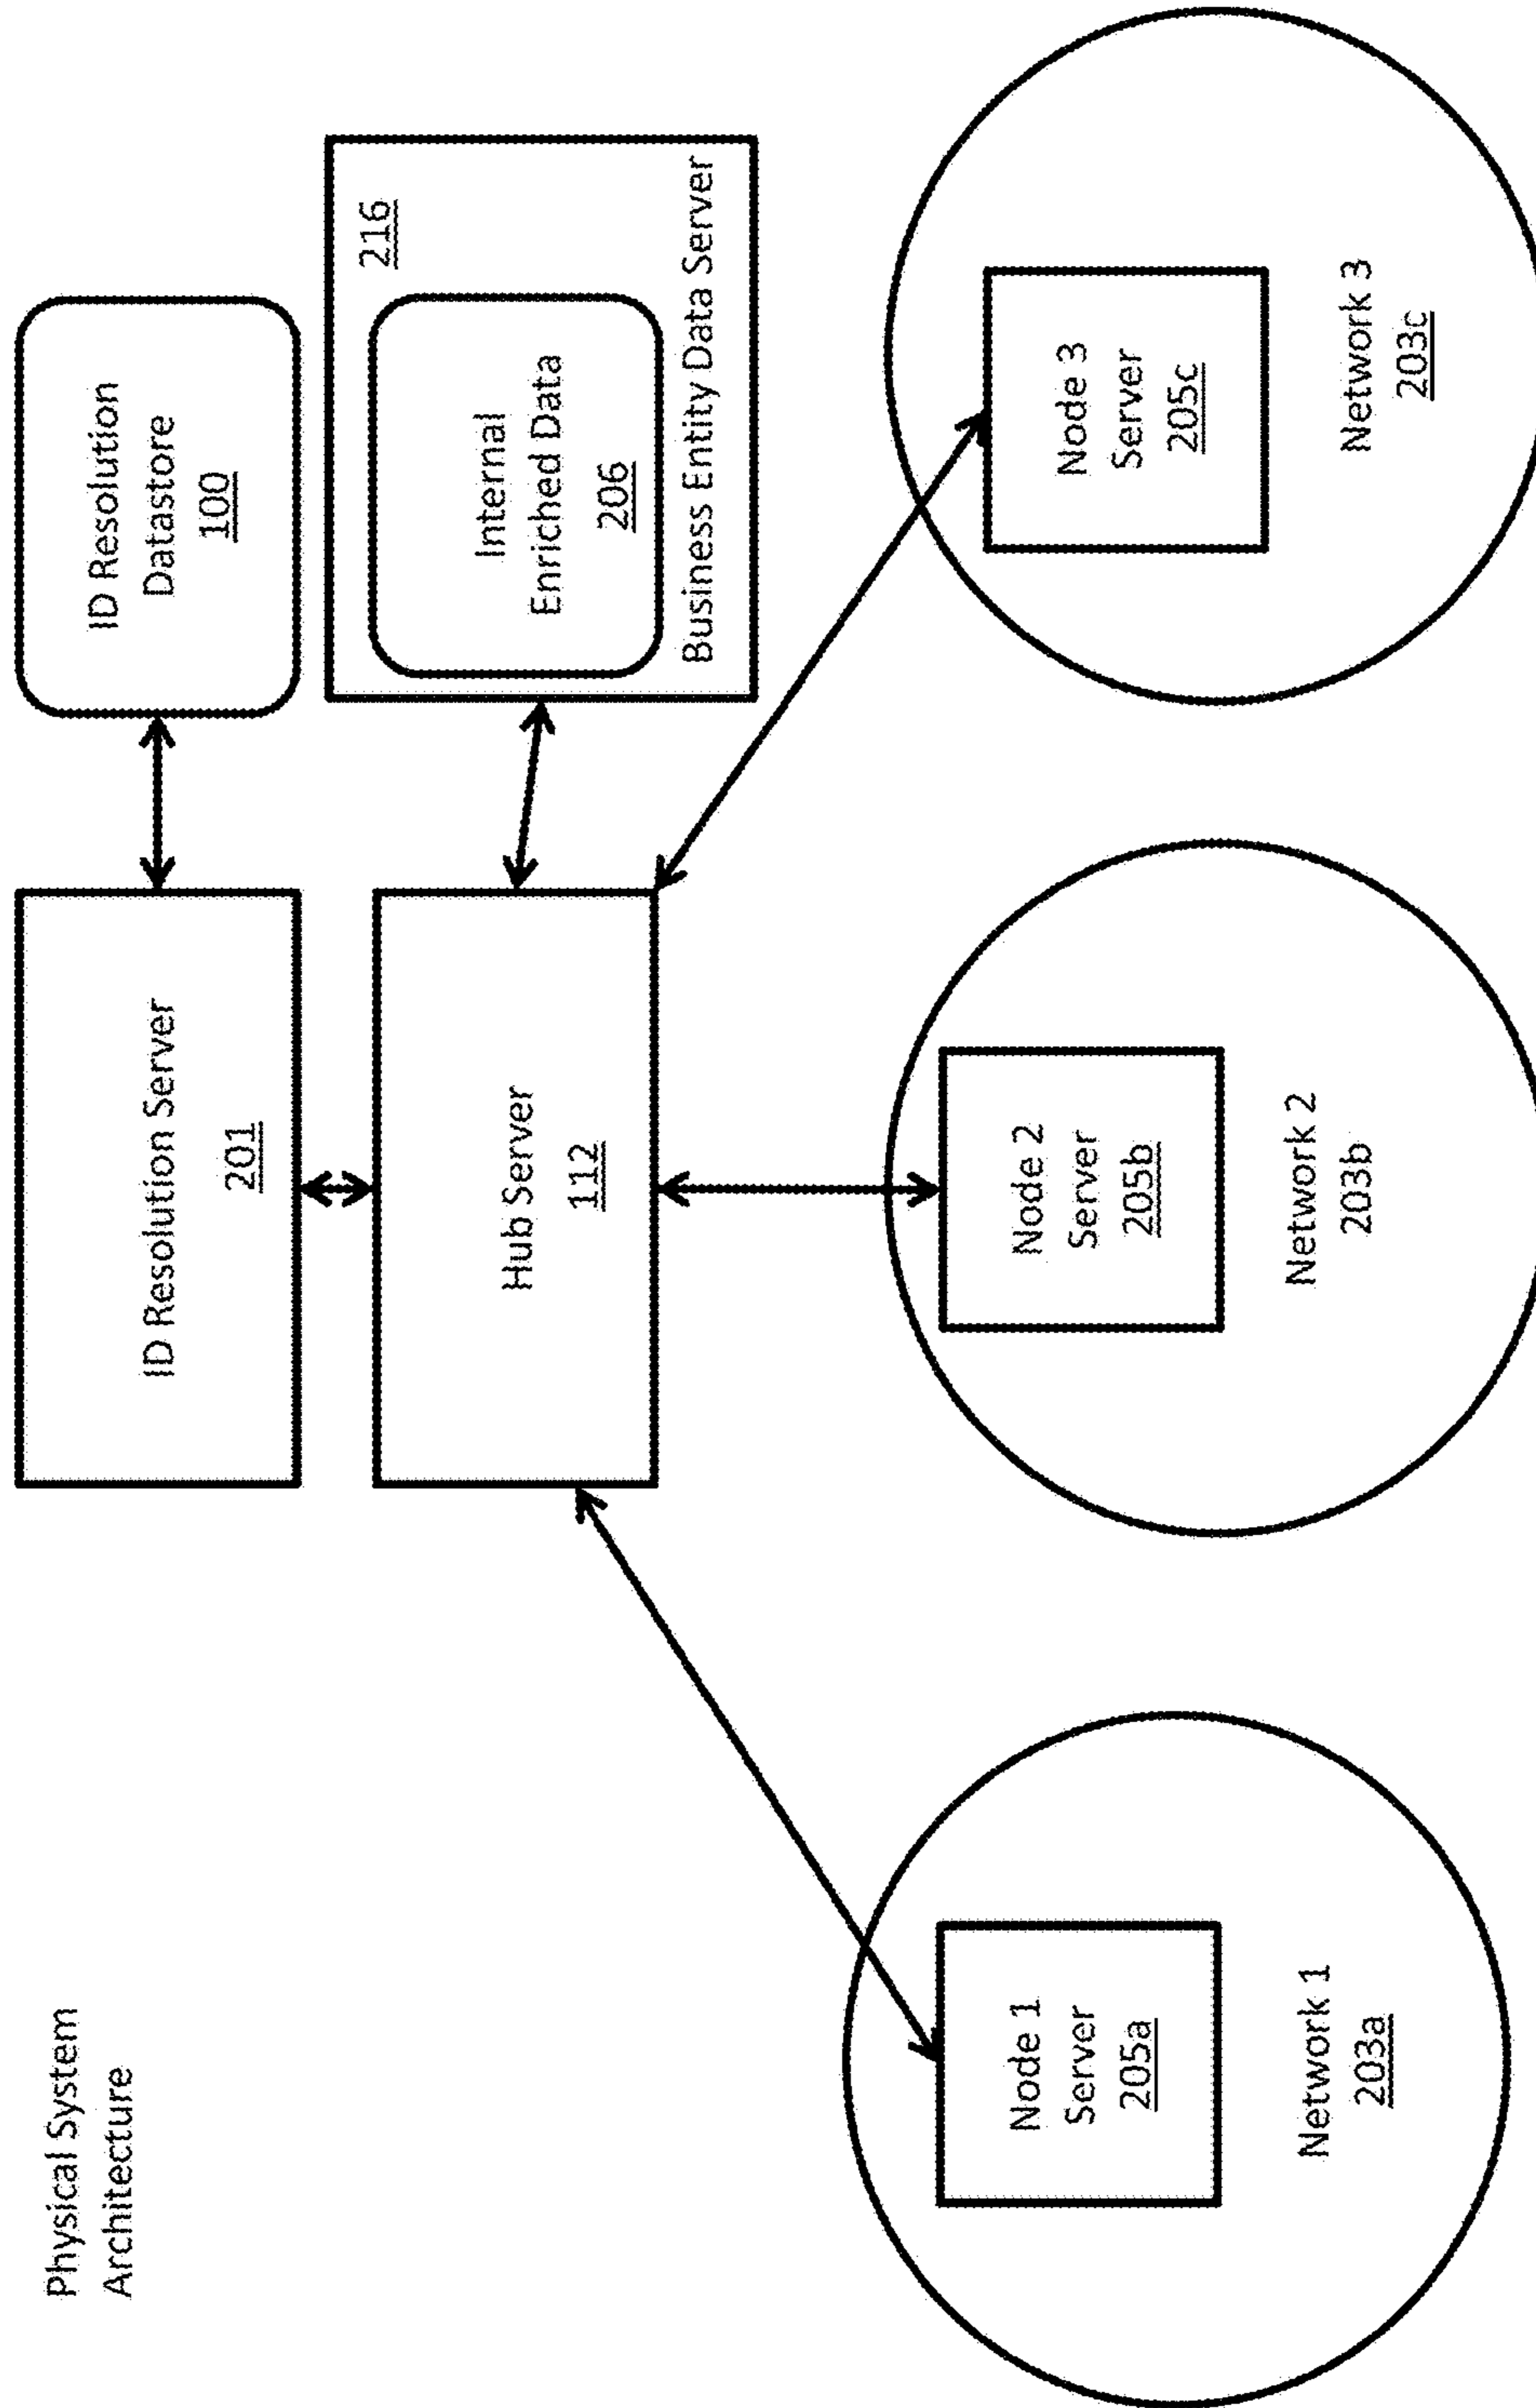 Physical System
Architecture
ID Resolution Server
201
ID Resolution
Datastore
100
Hub Server
112
216
Internal
Enriched Data
206
Business Entity Data Server
Node 1
Server
205a
Network 1
203a
Node 2
Server
205b
Network 2
203b
Node 3
Server
205c
Network 3
203c